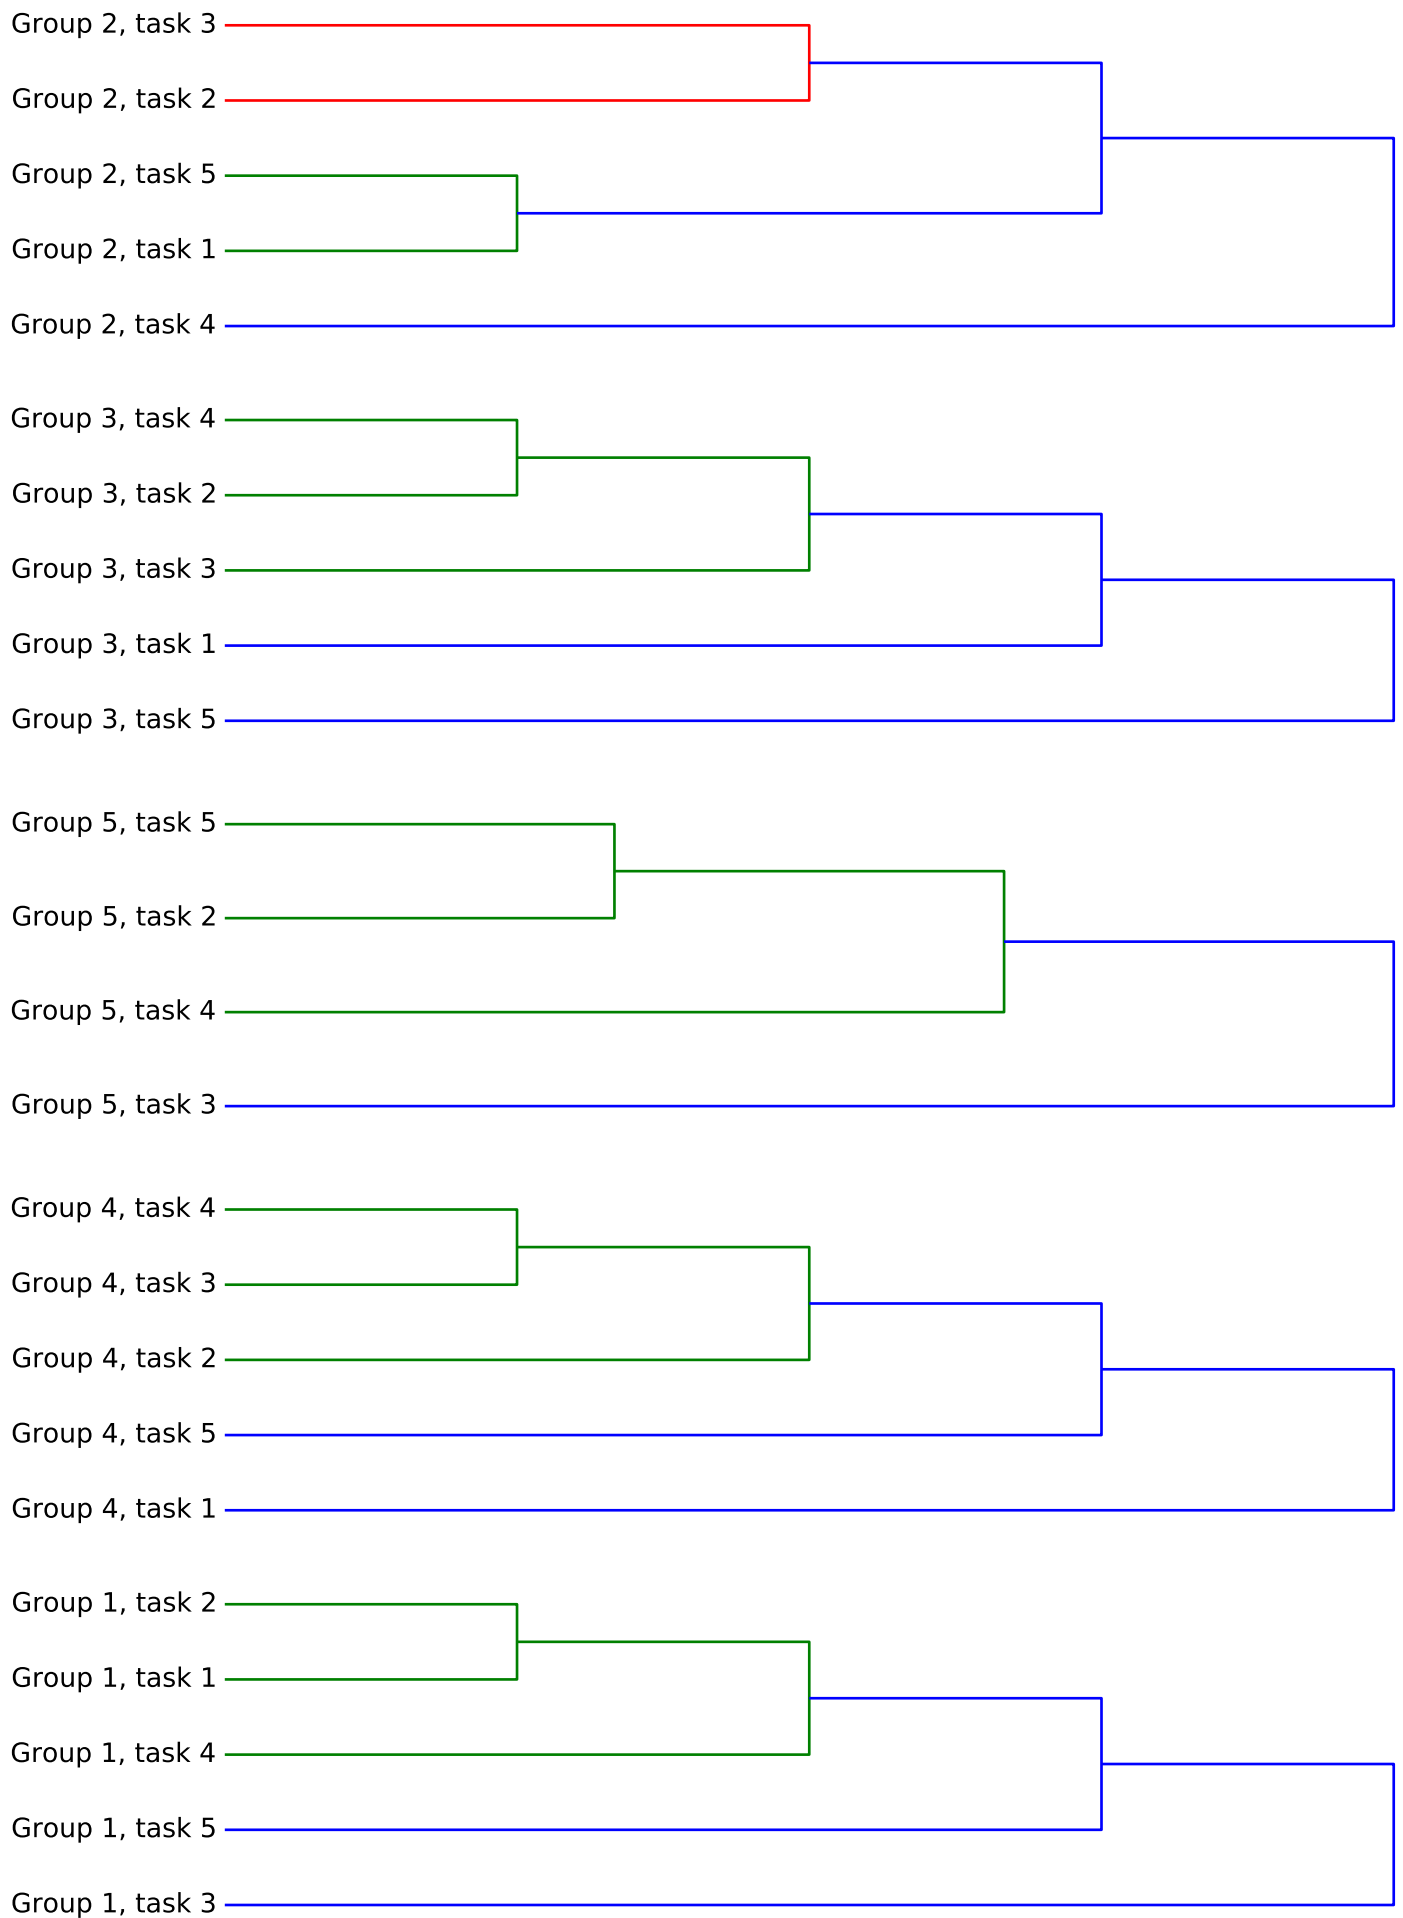 Group 2, task 3
Group 2, task 2
Group 2, task 5
Group 2, task 1
Group 2, task 4
Group 3, task 4
Group 3, task 2
Group 3, task 3
Group 3, task 1
Group 3, task 5
Group 5, task 5
Group 5, task 2
Group 5, task 4
Group 5, task 3
Group 4, task 4
Group 4, task 3
Group 4, task 2
Group 4, task 5
Group 4, task 1
Group 1, task 2
Group 1, task 1
Group 1, task 4
Group 1, task 5
Group 1, task 3